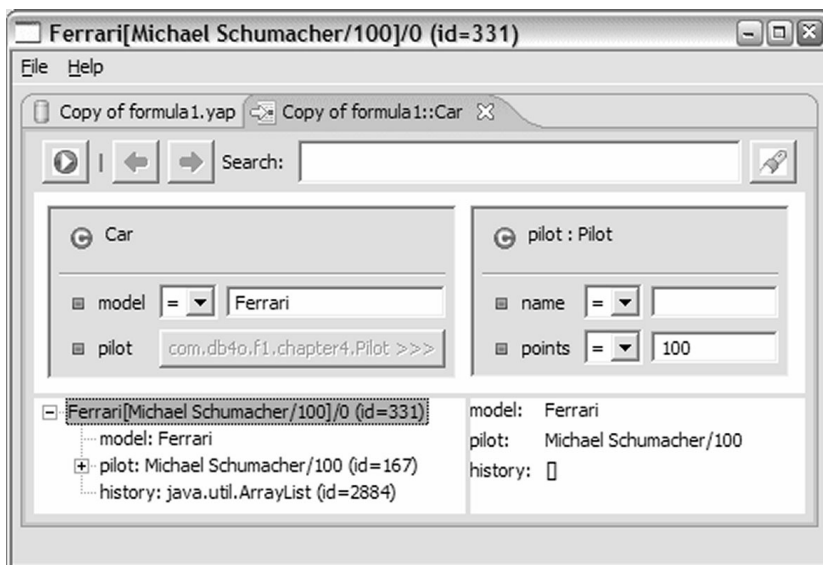 Ferrari[Michael Schumacher/100]/0 (id=331)
File Help
Copy of formula1.yap Copy of formula1::Car
Search:
Car
pilot : Pilot
model = Ferrari
name =
pilot com.db4o.f1.chapter4.Pilot >>>
points = 100
Ferrari[Michael Schumacher/100]/0 (id=331)
model: Ferrari
pilot: Michael Schumacher/100 (id=167)
history: java.util.ArrayList (id=2884)
model: Ferrari
pilot: Michael Schumacher/100
history: []